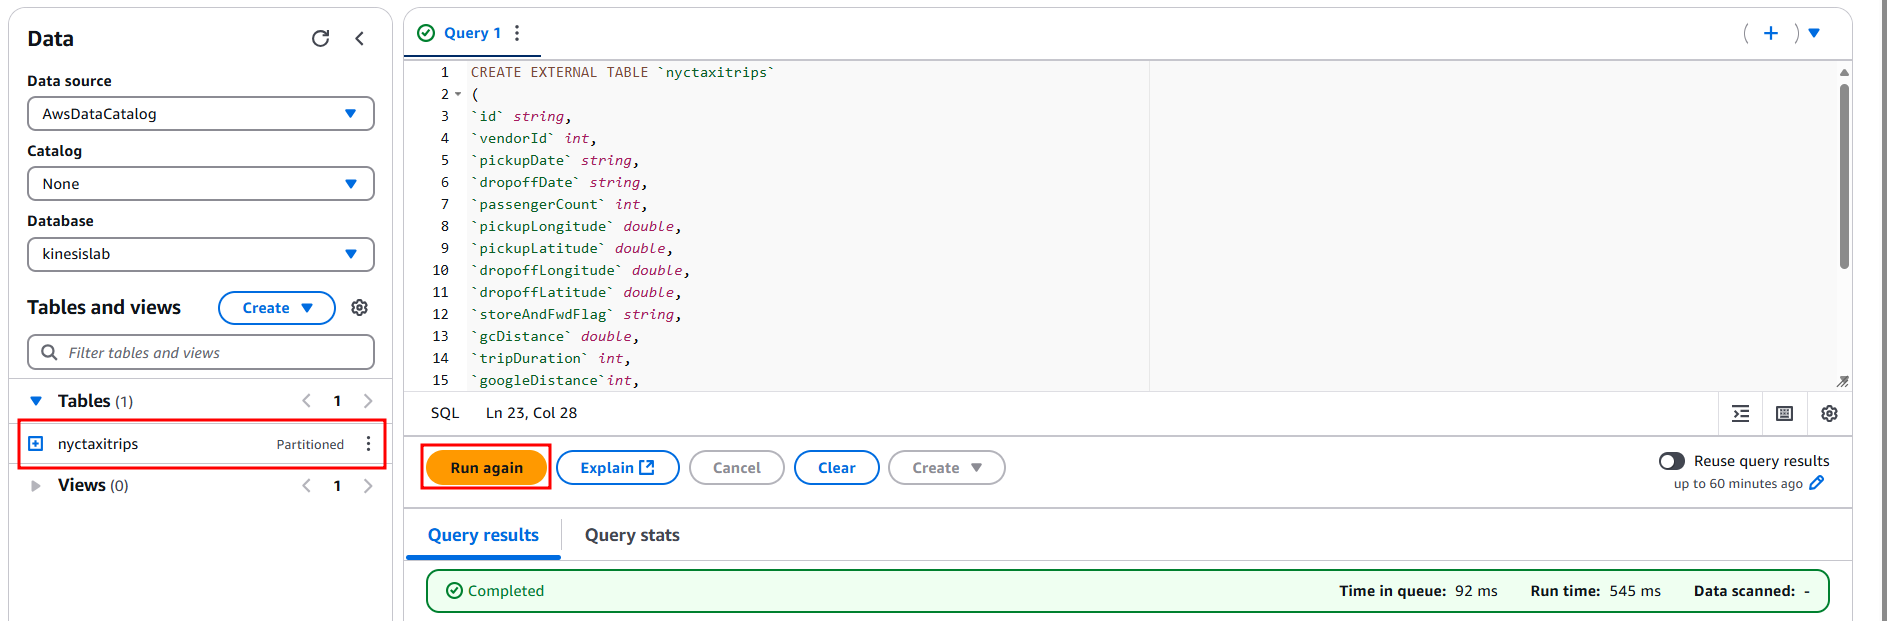 Data
Data source
AwsDataCatalog
Catalog
None
Database
kinesislab
Tables and views
Create
Filter tables and views
Tables (1)
1
nyctaxitrips
Partitioned
Views (0)
1
Query 1
1 CREATE EXTERNAL TABLE `nyctaxitrips`
2 (
3 `id` string,
4 `vendorId` int,
5 `pickupDate` string,
6 `dropoffDate` string,
7 `passengerCount` int,
8 `pickupLongitude` double,
9 `pickupLatitude` double,
10 `dropoffLongitude` double,
11 `dropoffLatitude` double,
12 `storeAndFwdFlag` string,
13 `gcDistance` double,
14 `tripDuration` int,
15 `googleDistance`int,
SQL Ln 23, Col 28
Run again
Explain
Cancel
Clear
Create
Reuse query results
up to 60 minutes ago
Query results
Query stats
Completed
Time in queue: 92 ms
Run time: 545 ms
Data scanned: -